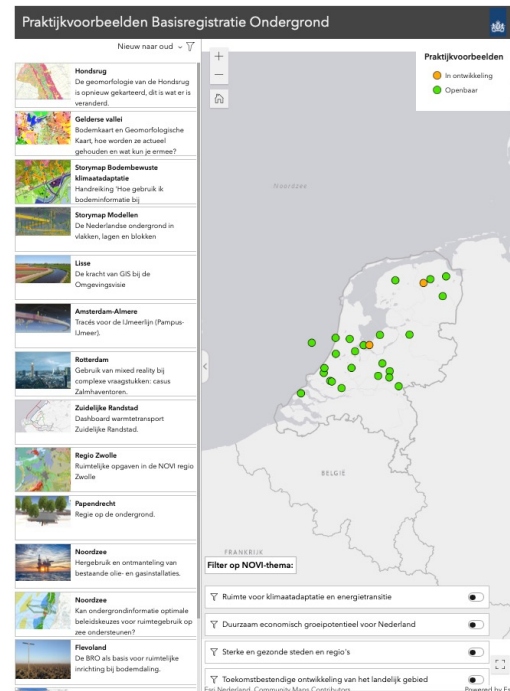 Praktijkvoorbeelden Basisregistratie Ondergrond
Nieuw naar oud
Hondsrug
De geomorfologie van de Hondsrug
is opnieuw gekarteerd, dit is wat er is
veranderd.
Gelderse vallei
Bodemkaart en Geomorfologische
Kaart, hoe worden ze actueel
gehouden en wat kun je ermee?
Storymap Bodembewuste
klimaatadaptatie
Handreiking 'Hoe gebruik ik
bodeminformatie bij
Storymap Modellen
De Nederlandse ondergrond in
vlakken, lagen en blokken
Lisse
De kracht van GIS bij de
Omgevingsvisie
Amsterdam-Almere
Tracés voor de IJmeerlijn (Pampus-
IJmeer).
Rotterdam
Gebruik van mixed reality bij
complexe vraagstukken: casus
Zalmhaventoren.
Zuidelijke Randstad
Dashboard warmtetransport
Zuidelijke Randstad.
Regio Zwolle
Ruimtelijke opgaven in de NOVI regio
Zwolle
Papendrecht
Regie op de ondergrond.
Noordzee
Hergebruik en ontmanteling van
bestaande olie- en gasinstallaties.
Noordzee
Kan ondergrondinformatie optimale
beleidskeuzes voor ruimtegebruik op
zee ondersteunen?
Flevoland
De BRO als basis voor ruimtelijke
inrichting bij bodemdaling.
Praktijkvoorbeelden
In ontwikkeling
Openbaar
Noordzee
BELGIË
FRANKRIJK
Filter op NOVI-thema:
Ruimte voor klimaatadaptatie en energietransitie
Duurzaam economisch groeipotentieel voor Nederland
Sterke en gezonde steden en regio's
Toekomstbestendige ontwikkeling van het landelijk gebied
Esri Nederland, Community Maps Contributors
Powered by Es